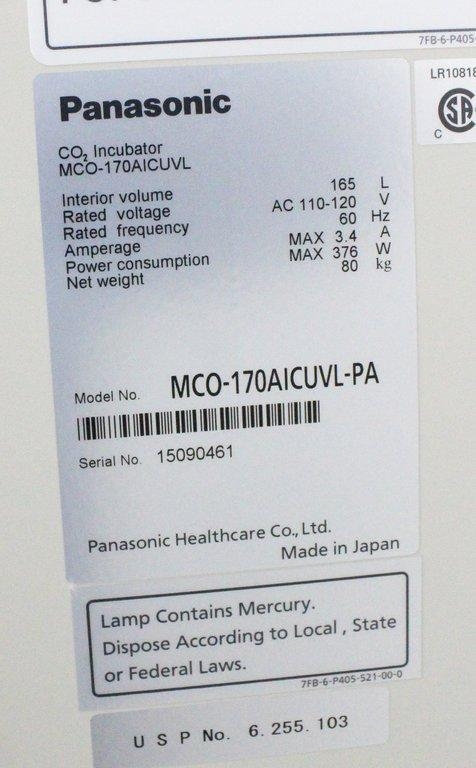 7FB-6-P405-
LR10818
Panasonic
C
CO₂ Incubator
MCO-170AICUVL
Interior volume 165 L
Rated voltage AC 110-120 V
Rated frequency 60 Hz
Amperage MAX 3.4 A
Power consumption MAX 376 W
Net weight 80 kg
Model No. MCO-170AICUVL-PA
Serial No. 15090461
Panasonic Healthcare Co., Ltd.
Made in Japan
Lamp Contains Mercury.
Dispose According to Local , State
or Federal Laws.
7FB-6-P405-521-00-0
U S P No. 6. 255. 103